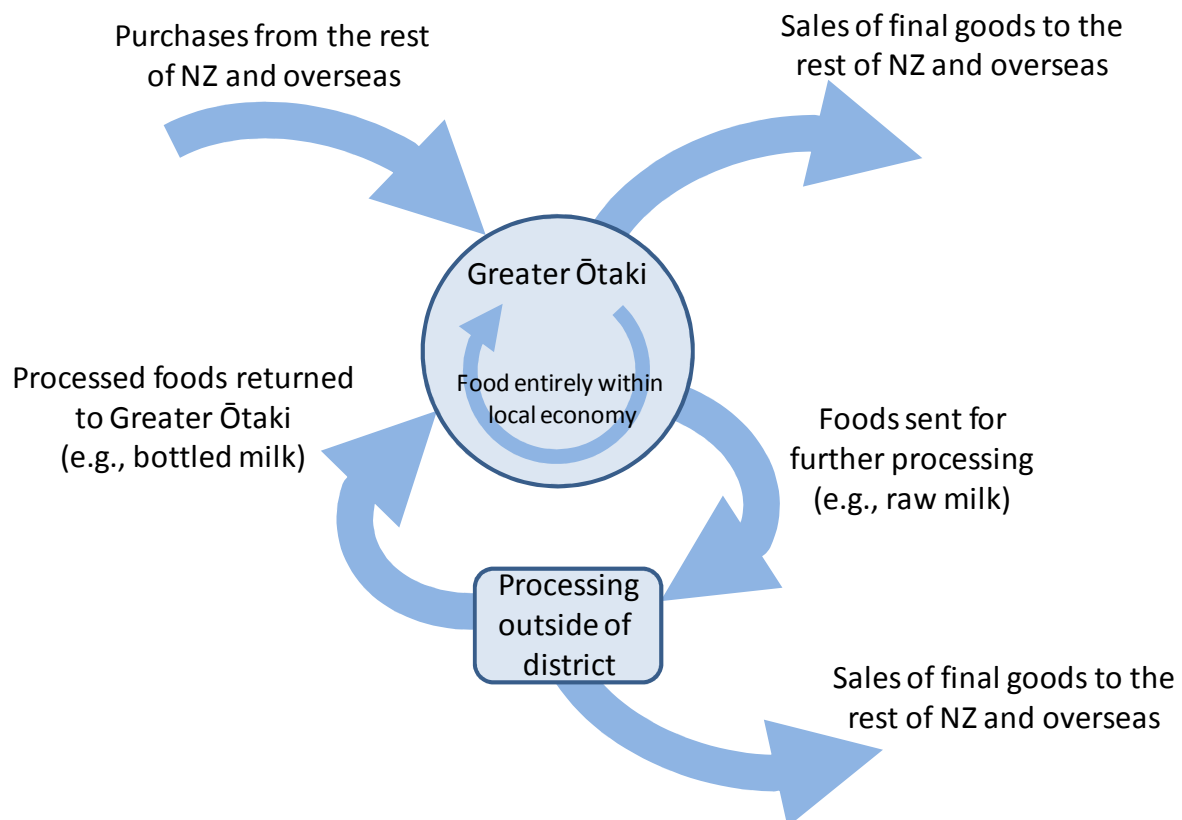 Purchases from the rest
of NZ and overseas
Sales of final goods to the
rest of NZ and overseas
Greater Ōtaki
Food entirely within
local economy
Processed foods returned
to Greater Ōtaki
(e.g., bottled milk)
Foods sent for
further processing
(e.g., raw milk)
Processing
outside of
district
Sales of final goods to the
rest of NZ and overseas